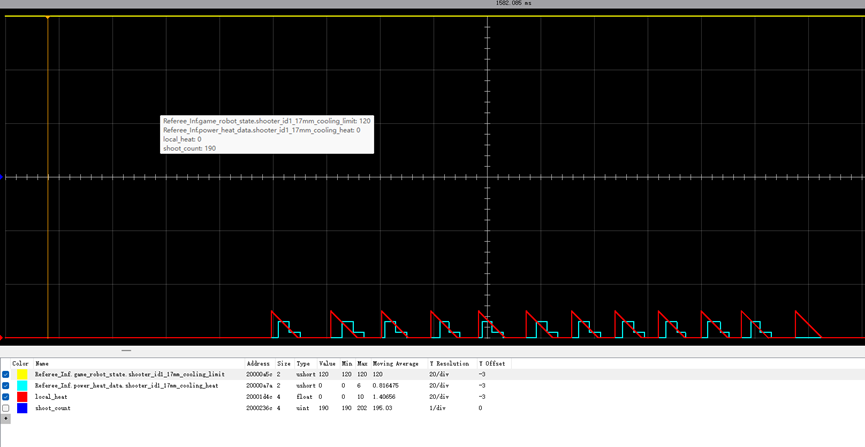 1582.085 ms
Referee_Inf.game_robot_state.shooter_id1_17mm_cooling_limit: 120
Referee_Inf.power_heat_data.shooter_id1_17mm_cooling_heat: 0
local_heat: 0
shoot_count: 190
Color Name Address Size Type Value Min Max Moving Average Y Resolution Y Offset
Referee_Inf.game_robot_state.shooter_id1_17mm_cooling_limit 20000a5c 2 ushort 120 120 120 120 20/div -3
Referee_Inf.power_heat_data.shooter_id1_17mm_cooling_heat 20000a7a 2 ushort 0 0 6 0.816475 20/div -3
local_heat 20001d4c 4 float 0 0 10 1.40656 20/div -3
shoot_count 2000236c 4 uint 190 190 202 195.03 1/div 0